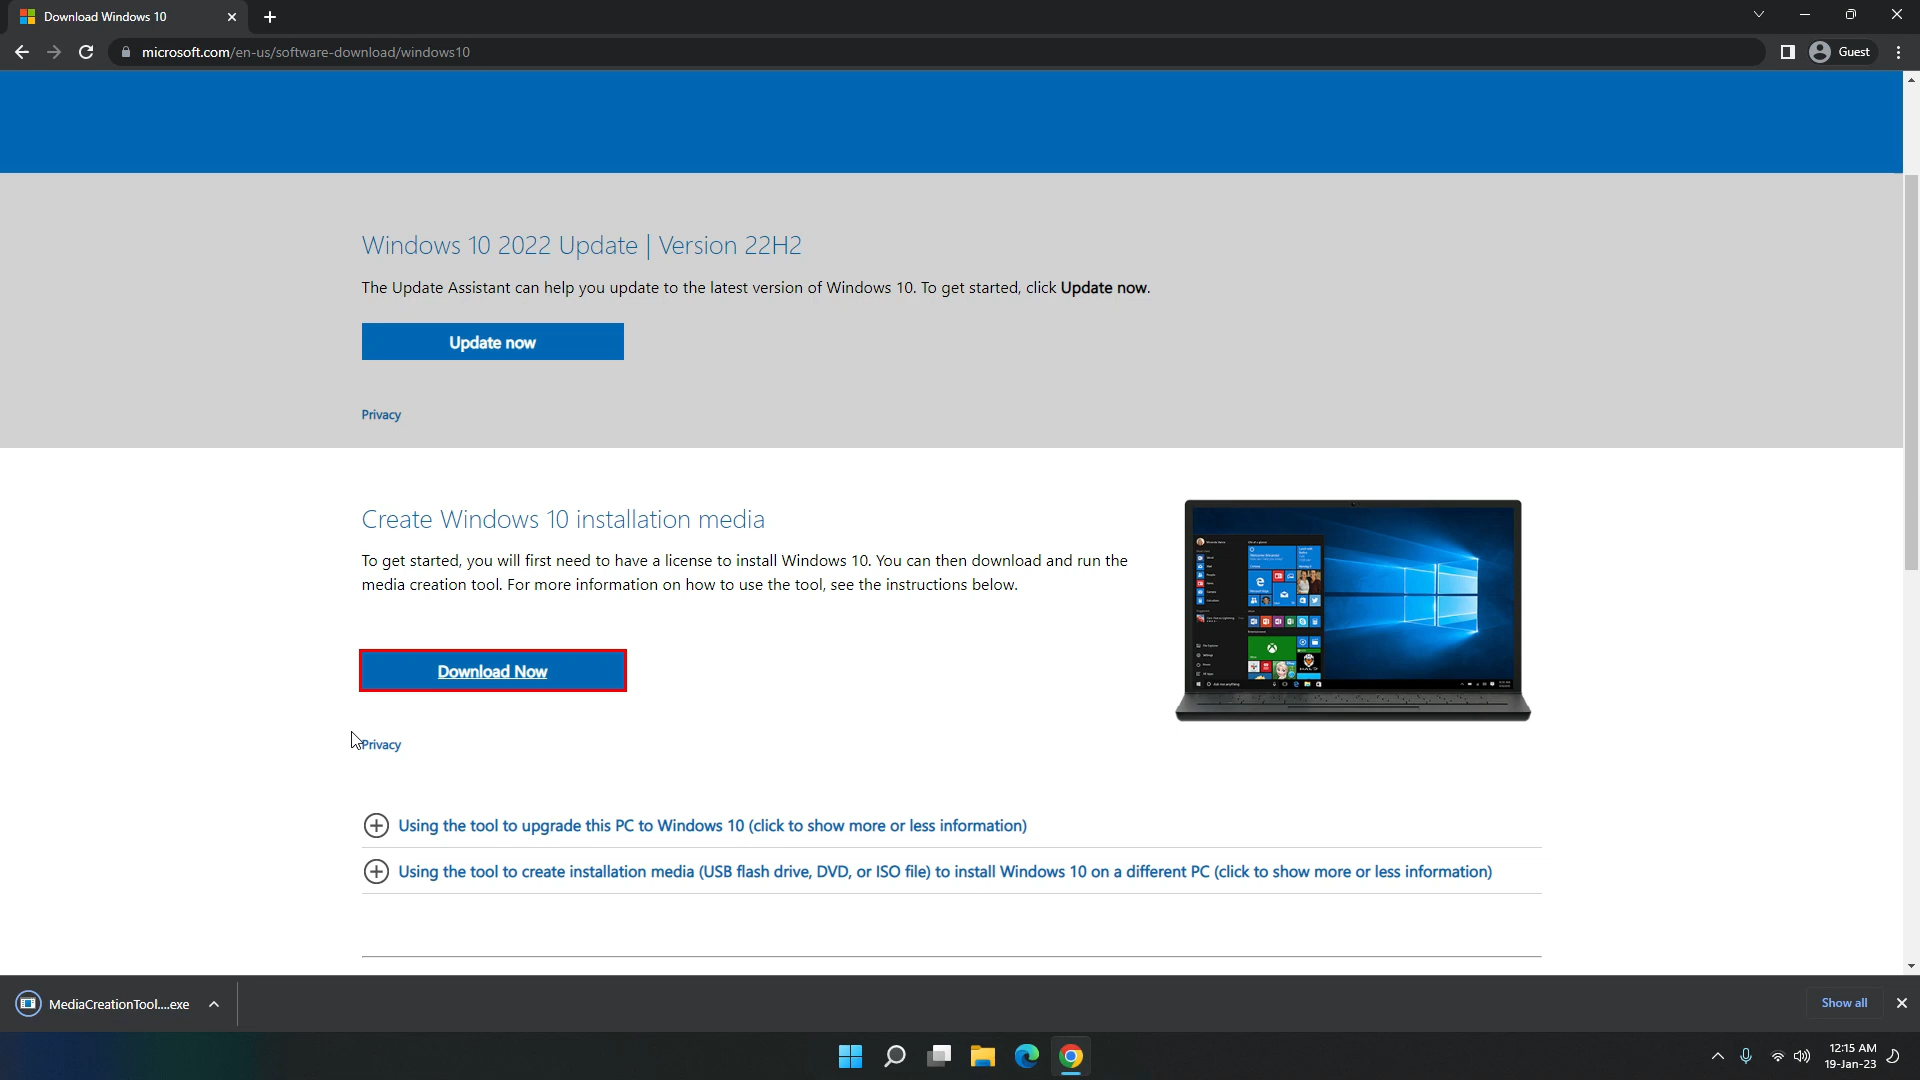 Download Windows 10
microsoft.com/en-us/software-download/windows10
Guest
Windows 10 2022 Update | Version 22H2
The Update Assistant can help you update to the latest version of Windows 10. To get started, click Update now.
Update now
Privacy
Create Windows 10 installation media
To get started, you will first need to have a license to install Windows 10. You can then download and run the
media creation tool. For more information on how to use the tool, see the instructions below.
Download Now
Privacy
Using the tool to upgrade this PC to Windows 10 (click to show more or less information)
Using the tool to create installation media (USB flash drive, DVD, or ISO file) to install Windows 10 on a different PC (click to show more or less information)
MediaCreationTool....exe
Show all
12:15 AM
19-Jan-23